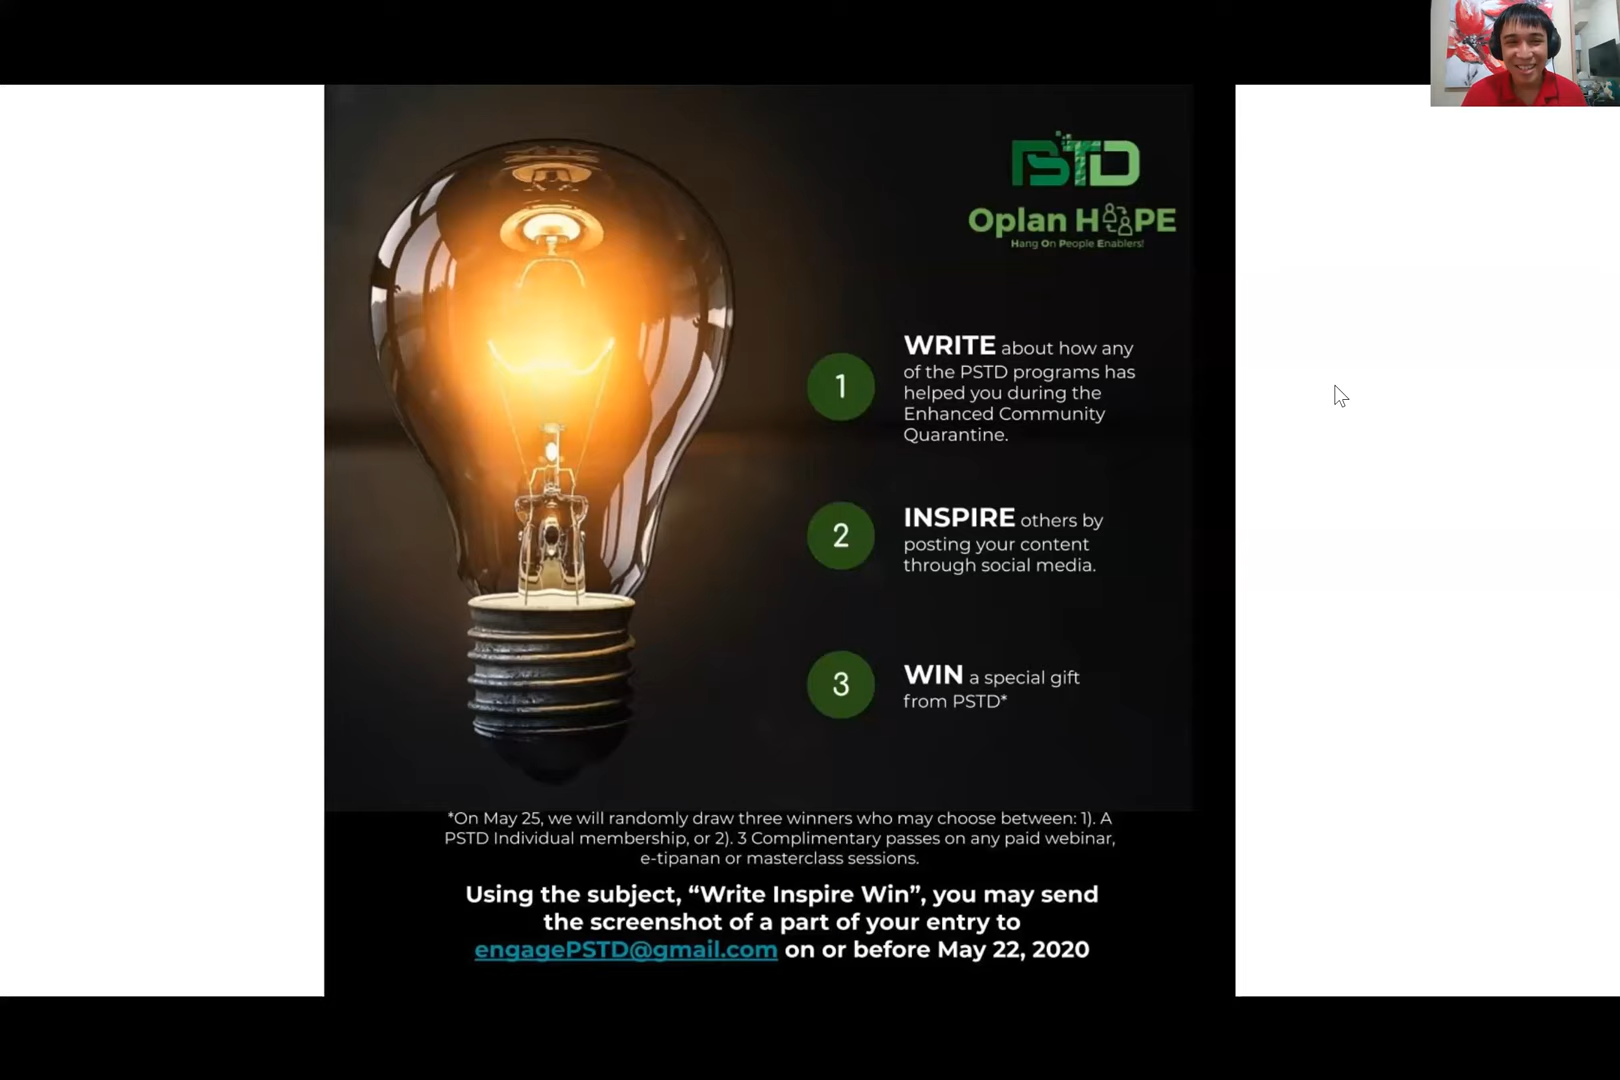 PSTD
Oplan HOPE
Hang On People Enablers!
1
WRITE about how any
of the PSTD programs has
helped you during the
Enhanced Community
Quarantine.
2
INSPIRE others by
posting your content
through social media.
3
WIN a special gift
from PSTD*
*On May 25, we will randomly draw three winners who may choose between: 1). A
PSTD Individual membership, or 2). 3 Complimentary passes on any paid webinar,
e-tipanan or masterclass sessions.
Using the subject, “Write Inspire Win”, you may send
the screenshot of a part of your entry to
engagePSTD@gmail.com on or before May 22, 2020